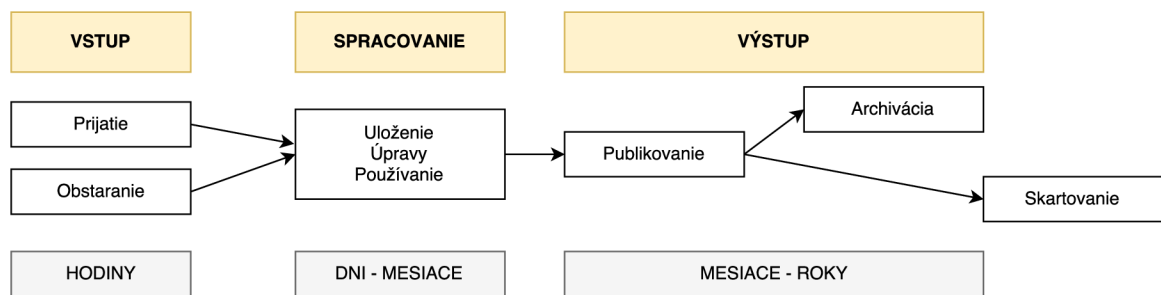 VSTUP
SPRACOVANIE
VÝSTUP
Prijatie
Obstaranie
Uloženie
Úpravy
Používanie
Publikovanie
Archivácia
Skartovanie
HODINY
DNI - MESIACE
MESIACE - ROKY